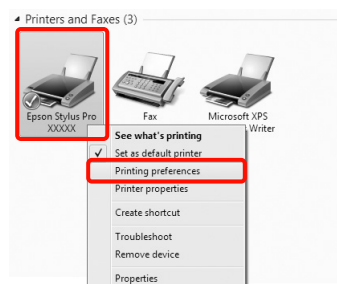 Printers and Faxes (3)
Epson Stylus Pro
XXXXX
Fax
Microsoft XPS
Writer
See what's printing
Set as default printer
Printing preferences
Printer properties
Create shortcut
Troubleshoot
Remove device
Properties